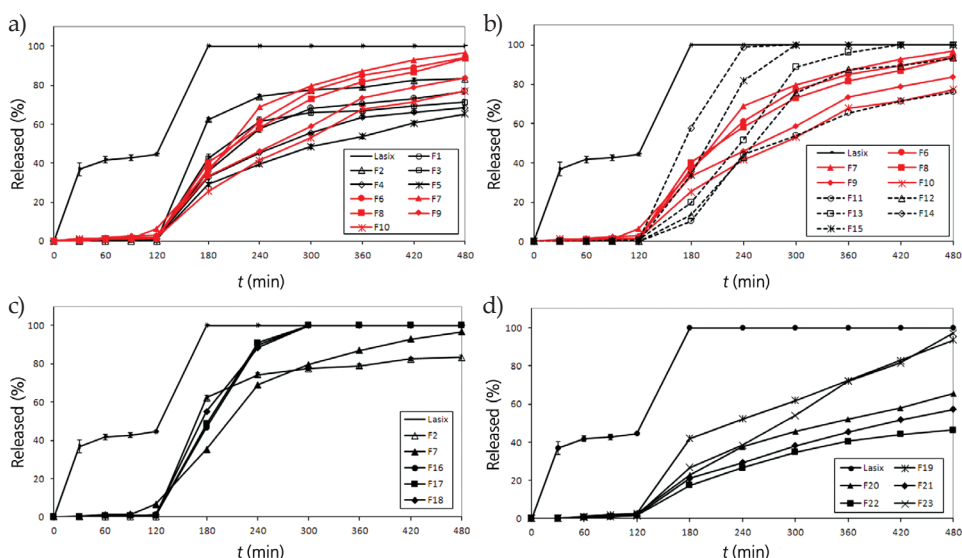 a)
Released (%)
100
80
60
40
20
0
Lasix F1
F2 F3
F4 F5
F6 F7
F8 F9
F10
0 60 120 180 240 300 360 420 480
t (min)
b)
Released (%)
100
80
60
40
20
0
Lasix F6
F7 F8
F9 F10
F11 F12
F13 F14
F15
0 60 120 180 240 300 360 420 480
t (min)
c)
Released (%)
100
80
60
40
20
0
Lasix
F2
F7
F16
F17
F18
0 60 120 180 240 300 360 420 480
t (min)
d)
Released (%)
100
80
60
40
20
0
Lasix F19
F20 F21
F22 F23
0 60 120 180 240 300 360 420 480
t (min)